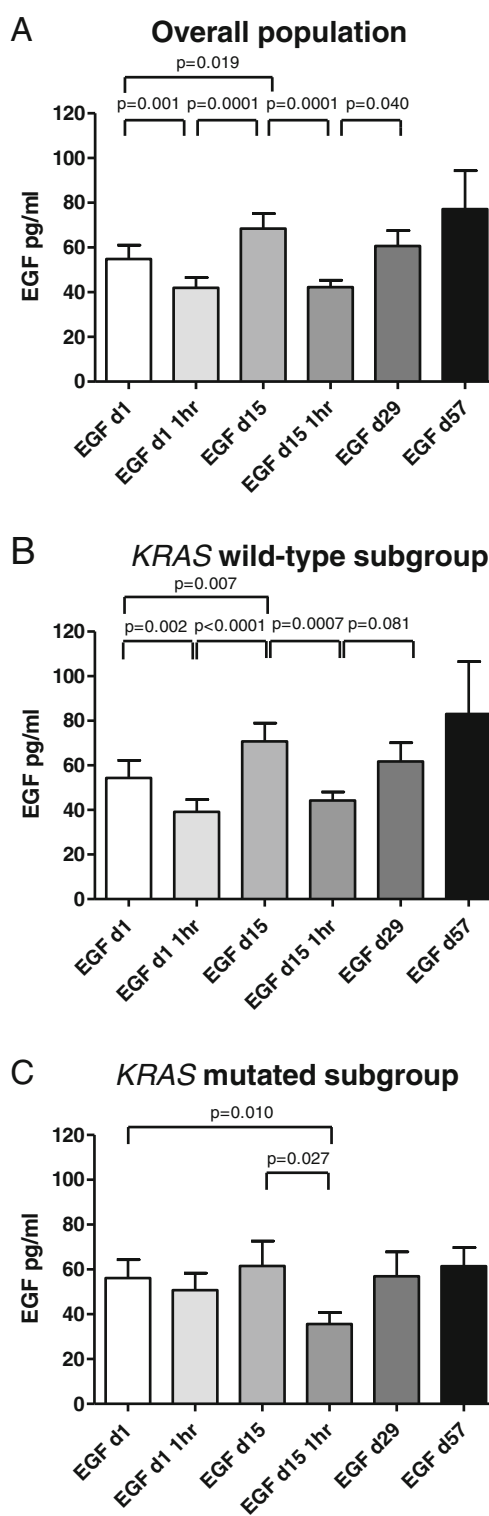 A
Overall population
p=0.019
p=0.001 p=0.0001 p=0.0001 p=0.040
120
100
80
60
40
20
0
EGF pg/ml
EGF d1
EGF d1 1hr
EGF d15
EGF d15 1hr
EGF d29
EGF d57
B
KRAS wild-type subgroup
p=0.007
p=0.002 p<0.0001 p=0.0007 p=0.081
120
100
80
60
40
20
0
EGF pg/ml
EGF d1
EGF d1 1hr
EGF d15
EGF d15 1hr
EGF d29
EGF d57
C
KRAS mutated subgroup
p=0.010
p=0.027
120
100
80
60
40
20
0
EGF pg/ml
EGF d1
EGF d1 1hr
EGF d15
EGF d15 1hr
EGF d29
EGF d57